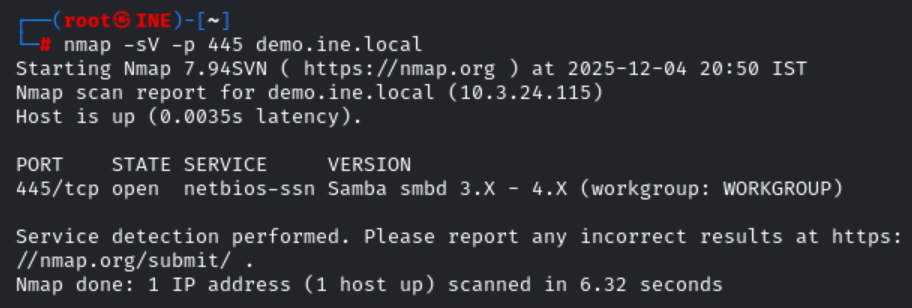 ┌──(root㉿INE)-[~]
└─# nmap -sV -p 445 demo.ine.local
Starting Nmap 7.94SVN ( https://nmap.org ) at 2025-12-04 20:50 IST
Nmap scan report for demo.ine.local (10.3.24.115)
Host is up (0.0035s latency).

PORT    STATE SERVICE     VERSION
445/tcp open  netbios-ssn Samba smbd 3.X - 4.X (workgroup: WORKGROUP)

Service detection performed. Please report any incorrect results at https:
//nmap.org/submit/ .
Nmap done: 1 IP address (1 host up) scanned in 6.32 seconds